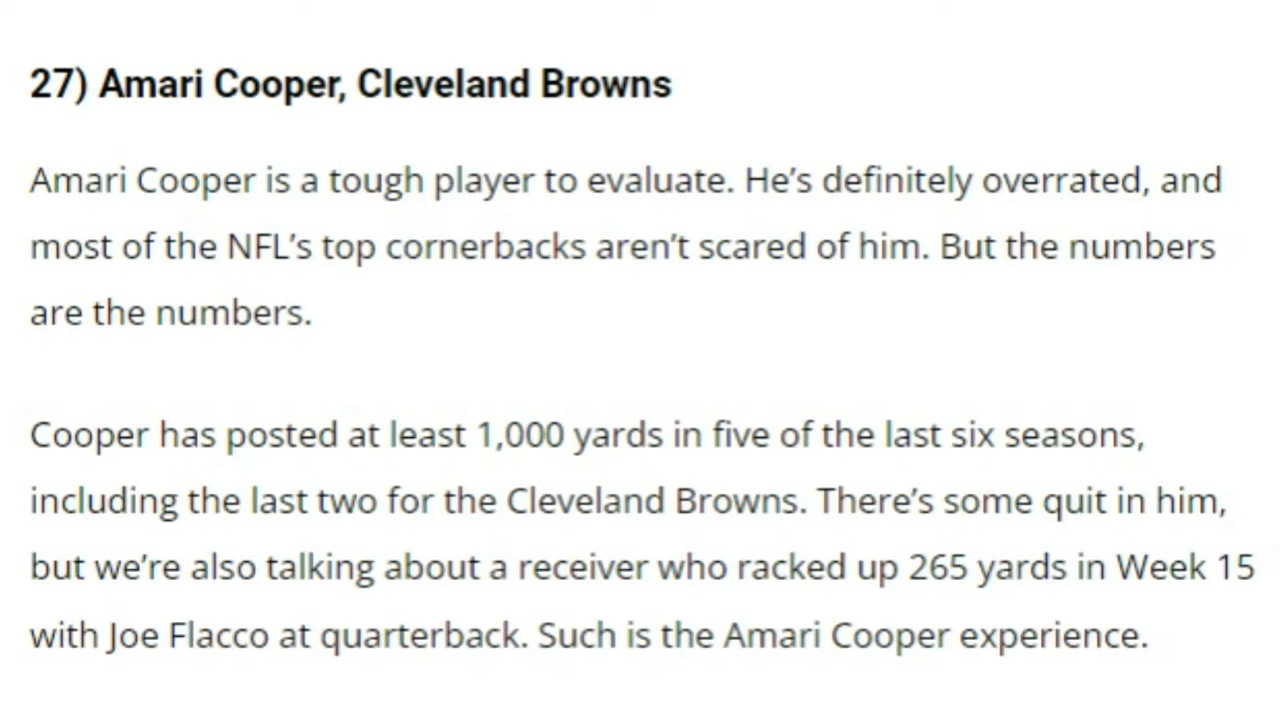 27) Amari Cooper, Cleveland Browns
Amari Cooper is a tough player to evaluate. He’s definitely overrated, and
most of the NFL’s top cornerbacks aren’t scared of him. But the numbers
are the numbers.
Cooper has posted at least 1,000 yards in five of the last six seasons,
including the last two for the Cleveland Browns. There’s some quit in him,
but we’re also talking about a receiver who racked up 265 yards in Week 15
with Joe Flacco at quarterback. Such is the Amari Cooper experience.